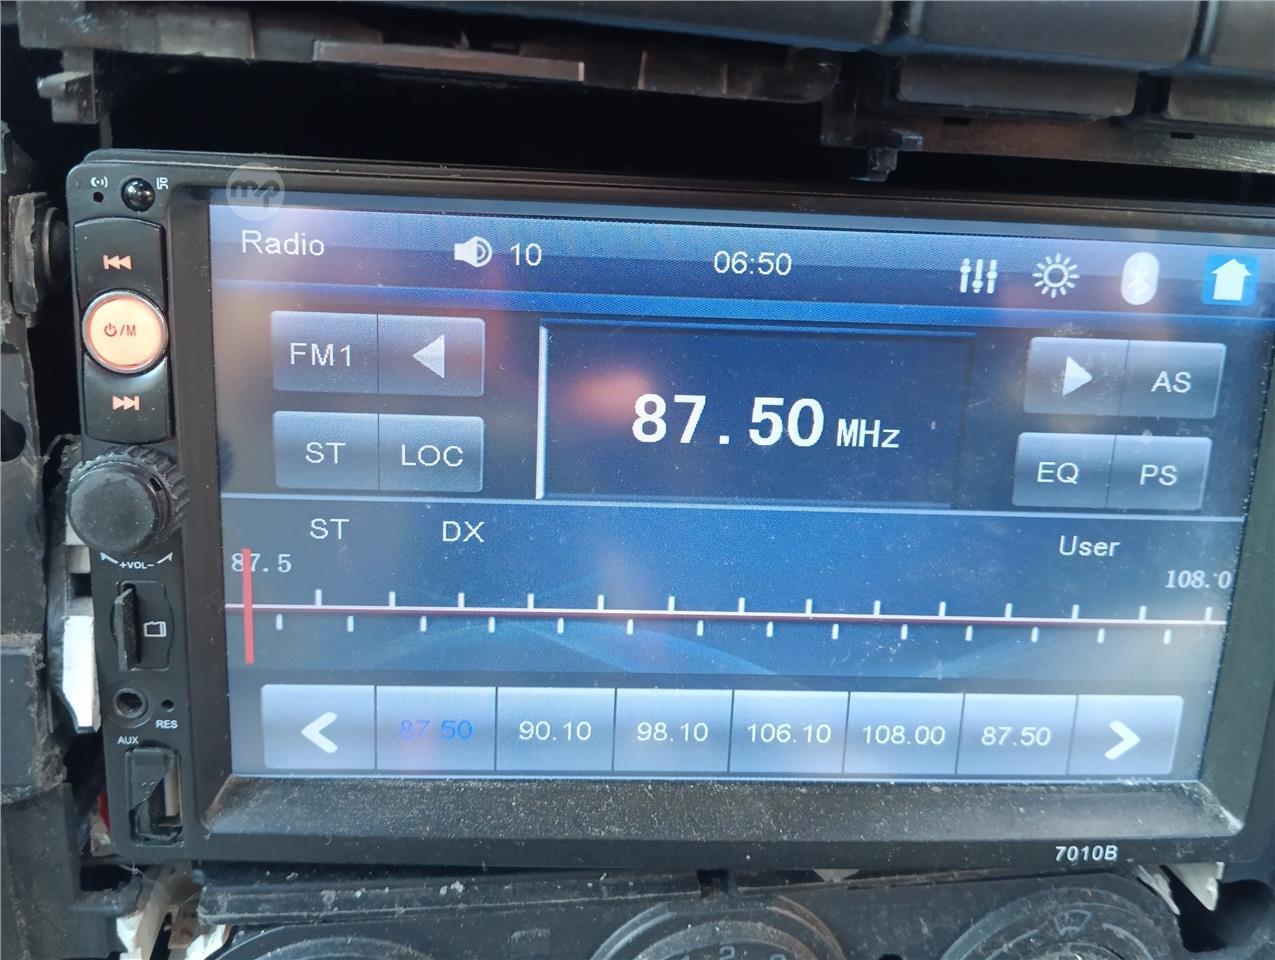 IR
Radio
10
06:50
⏻/M
FM1
AS
87.50 MHz
ST
LOC
EQ
PS
ST
DX
User
87.5
108.0
+VOL-
87.50
90.10
98.10
106.10
108.00
87.50
RES
AUX
7010B